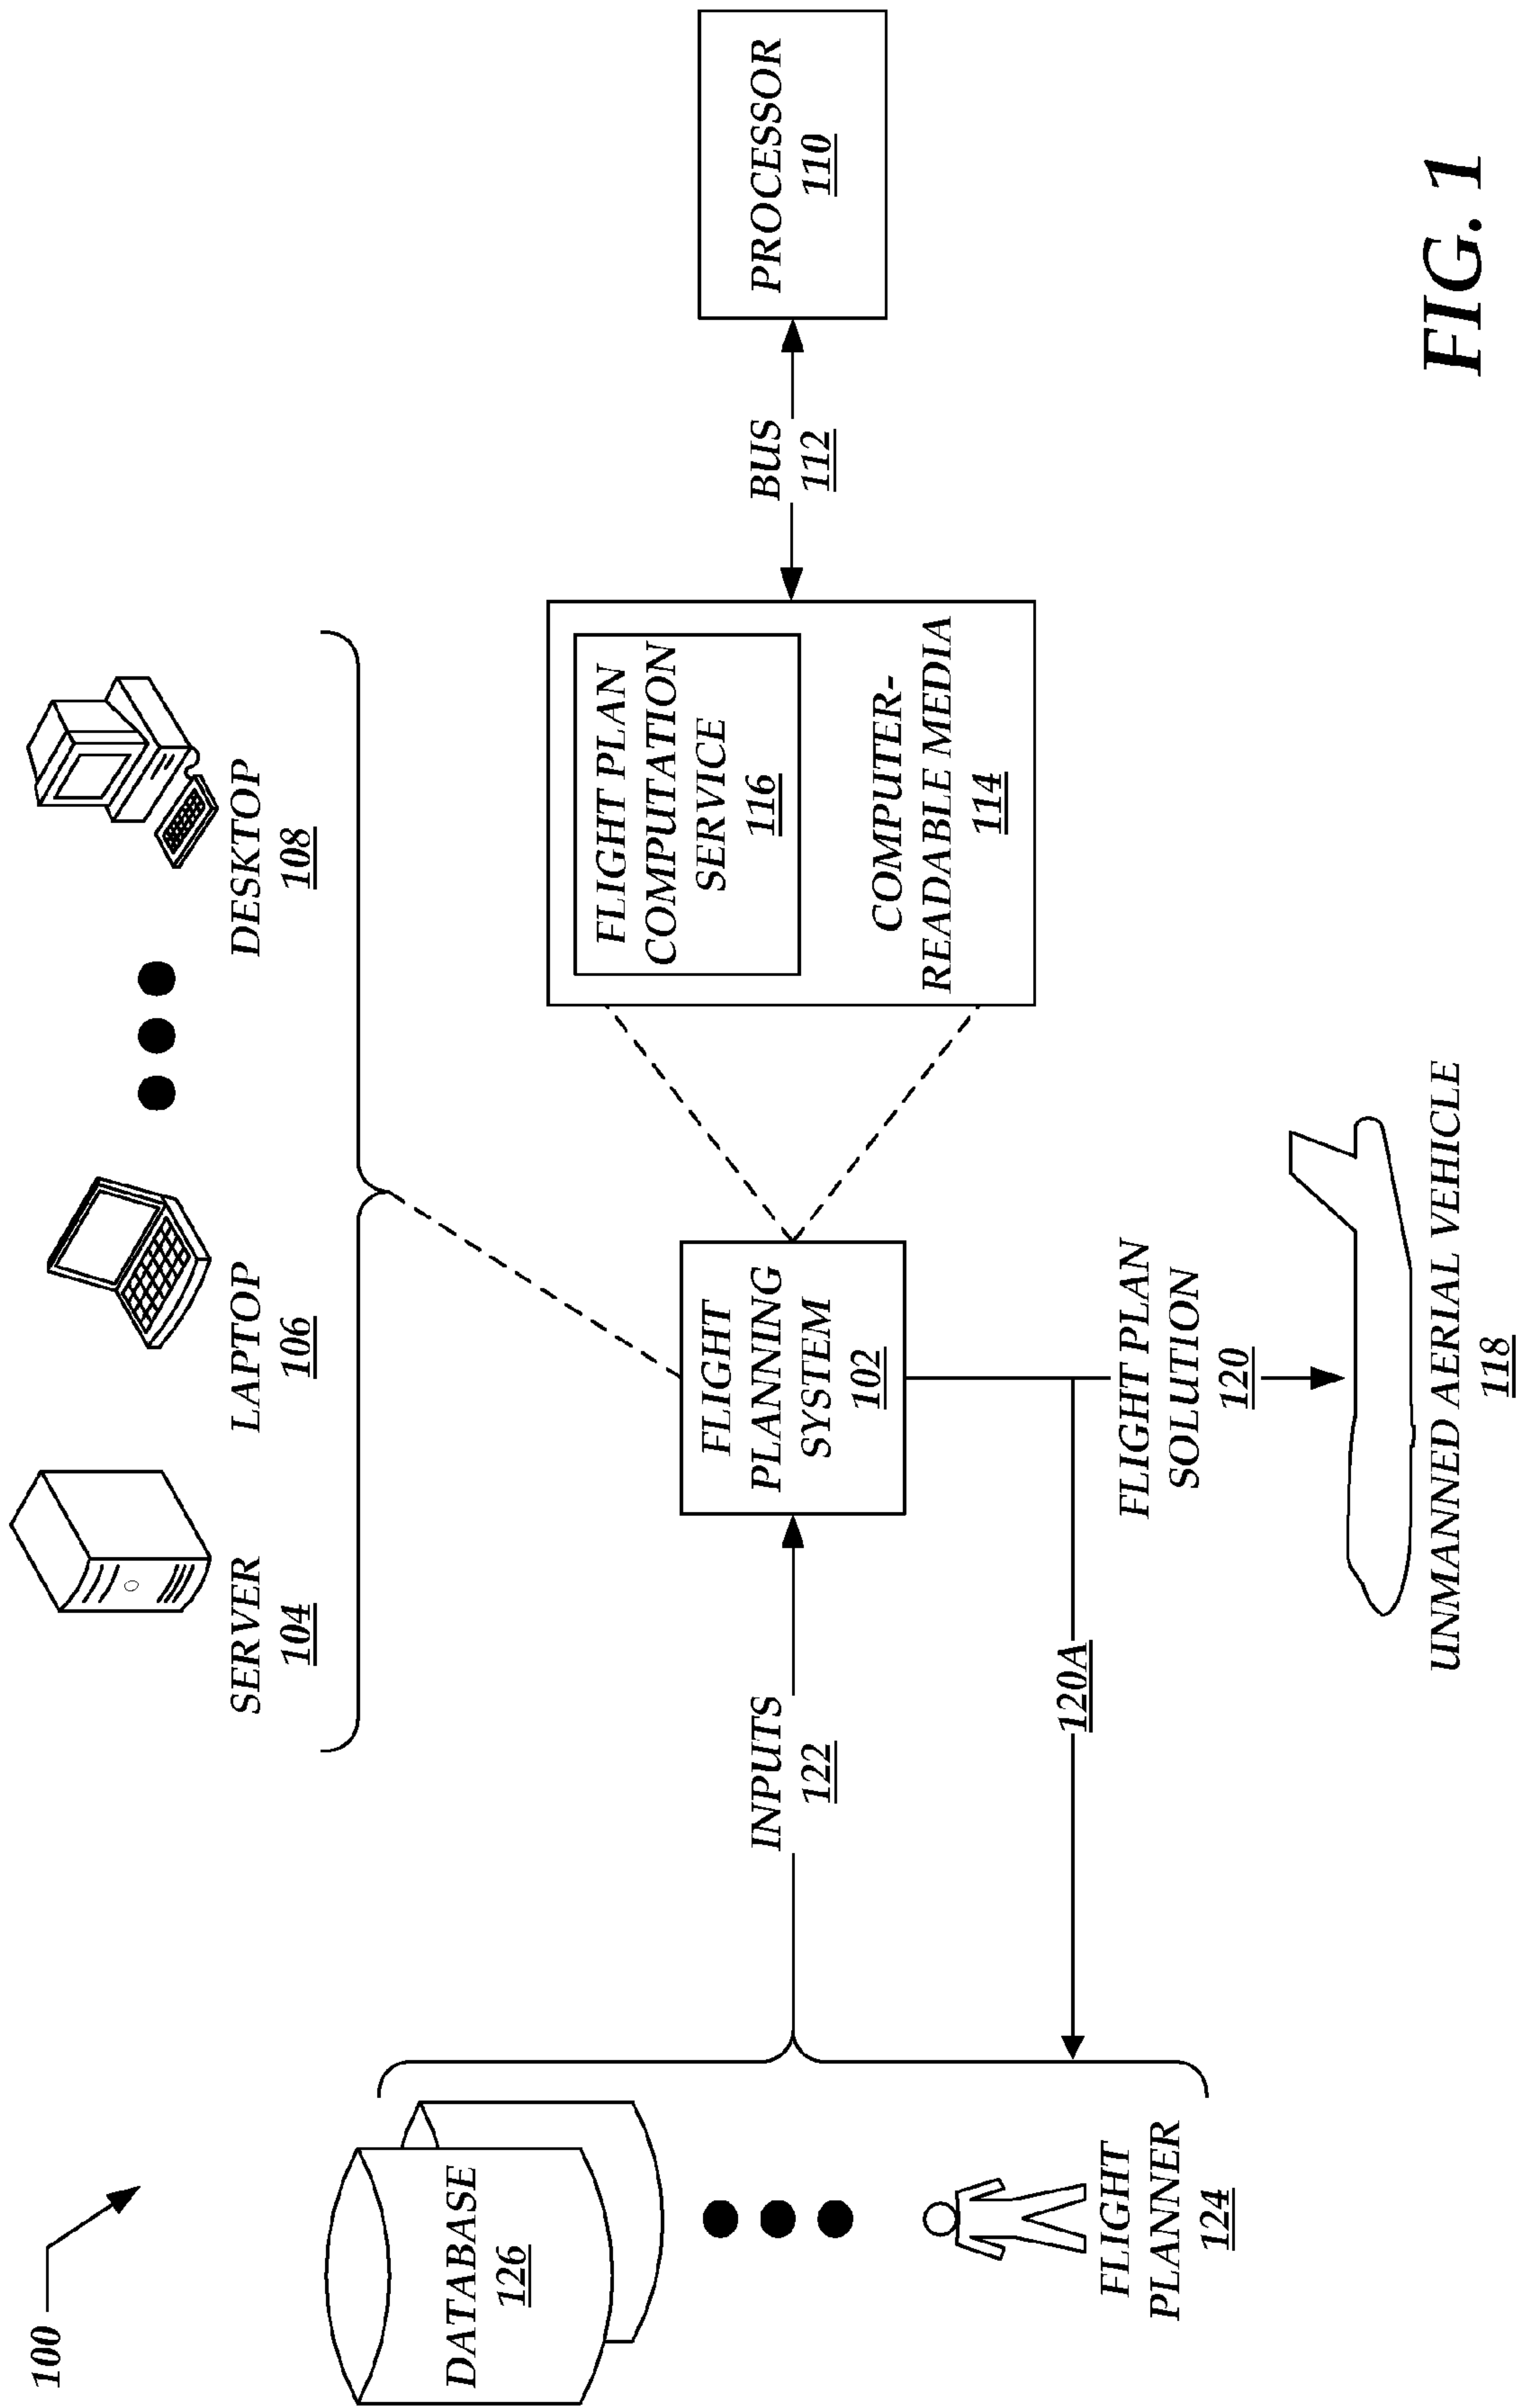 100
SERVER
104
LAPTOP
106
DESKTOP
108
DATABASE
126
FLIGHT
PLANNER
124
INPUTS
122
FLIGHT
PLANNING
SYSTEM
102
FLIGHT PLAN
COMPUTATION
SERVICE
116
COMPUTER-
READABLE MEDIA
114
BUS
112
PROCESSOR
110
120A
FLIGHT PLAN
SOLUTION
120
UNMANNED AERIAL VEHICLE
118
FIG. 1